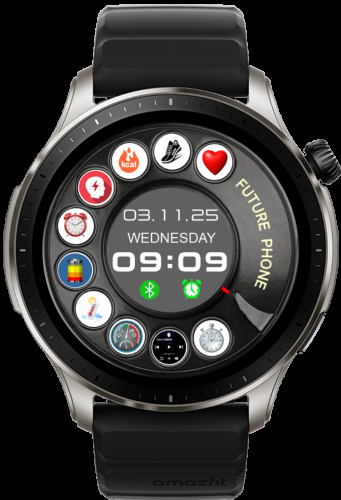 kcal
FUTURE PHONE
03.11.25
WEDNESDAY
09:09
amazfit